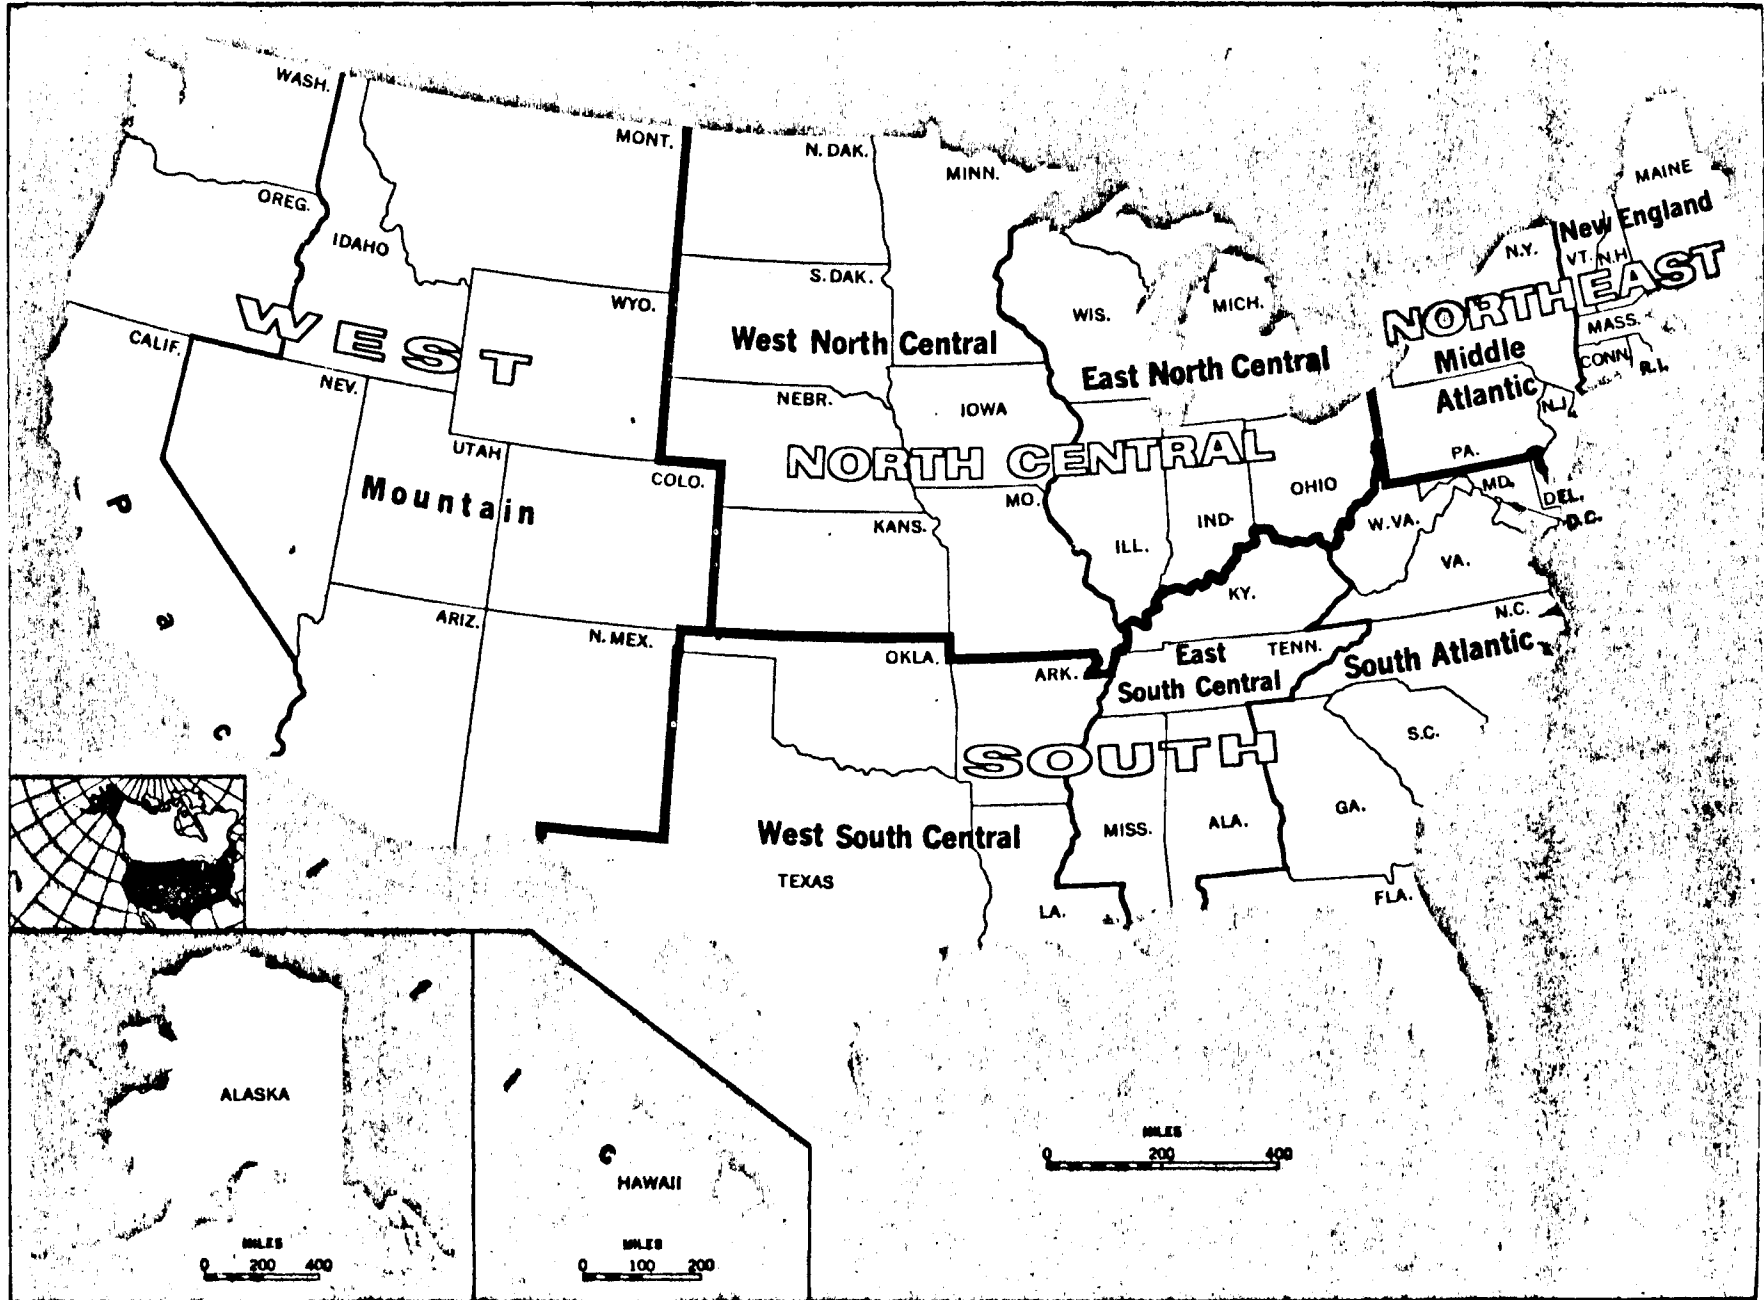 WASH.
MONT.
N. DAK.
MINN.
MAINE
OREG.
IDAHO
New England
N.Y.
VT.
N.H
S. DAK.
WYO.
WIS.
MICH.
NORTHEAST
WEST
West North Central
East North Central
MASS.
Middle
Atlantic
CONN.
R.I.
CALIF.
NEV.
NEBR.
IOWA
N.J.
UTAH
COLO.
NORTH CENTRAL
PA.
Mountain
MO.
OHIO
MD.
DEL.
D.C.
KANS.
IND.
W.VA.
ILL.
VA.
P
a
c
KY.
N.C.
ARIZ.
N. MEX.
OKLA.
ARK.
East
South Central
TENN.
South Atlantic
SOUTH
S.C.
West South Central
MISS.
ALA.
GA.
TEXAS
LA.
FLA.
ALASKA
MILES
0 200 400
c
HAWAII
MILES
0 100 200
MILES
0 200 400